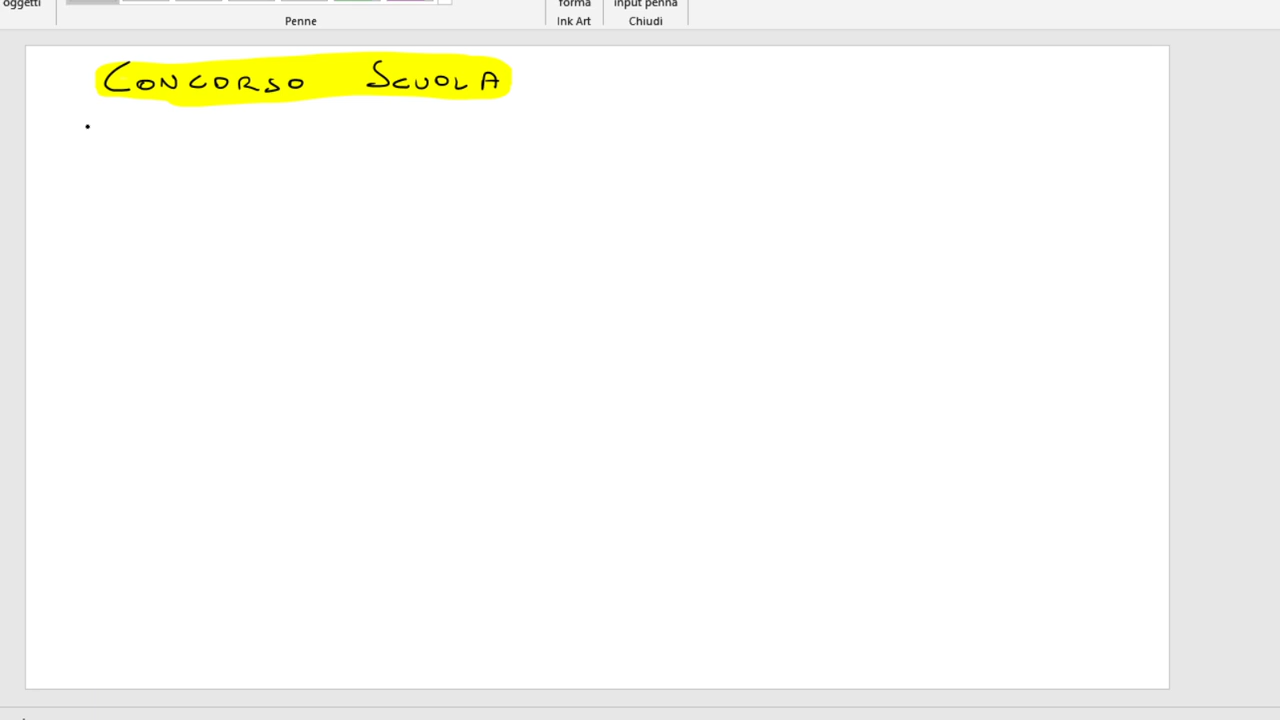 oggetti
forma
input penna
Penne
Ink Art
Chiudi
CONCORSO SCUOLA